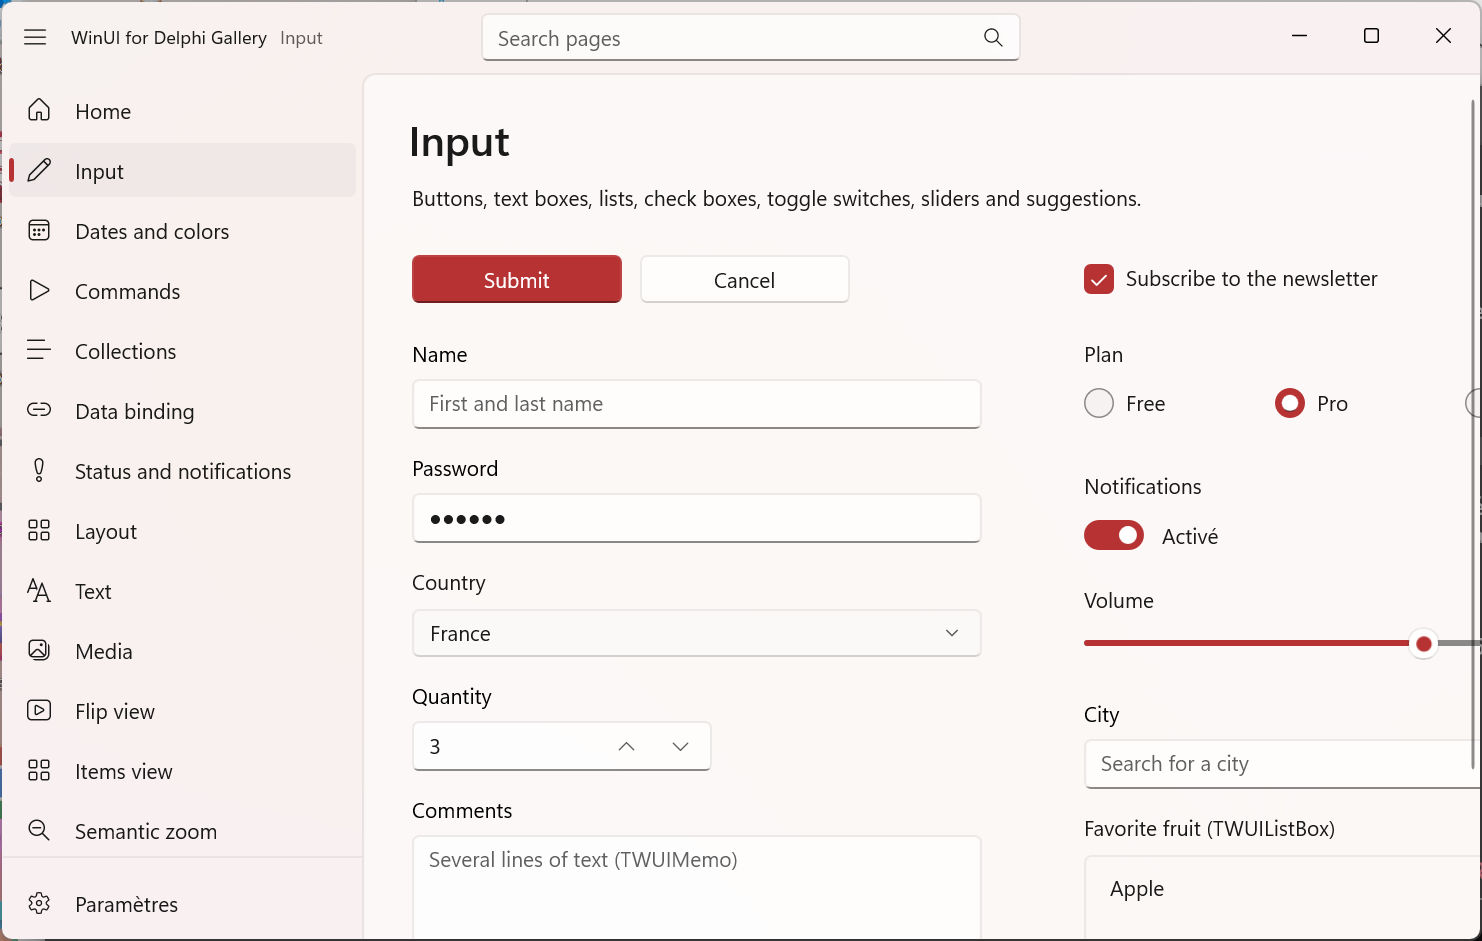 WinUI for Delphi Gallery Input
Search pages
Home
Input
Dates and colors
Commands
Collections
Data binding
Status and notifications
Layout
Text
Media
Flip view
Items view
Semantic zoom
Paramètres
Input
Buttons, text boxes, lists, check boxes, toggle switches, sliders and suggestions.
Submit
Cancel
Name
First and last name
Password
Country
France
Quantity
3
Comments
Several lines of text (TWUIMemo)
Subscribe to the newsletter
Plan
Free
Pro
Notifications
Activé
Volume
City
Search for a city
Favorite fruit (TWUIListBox)
Apple